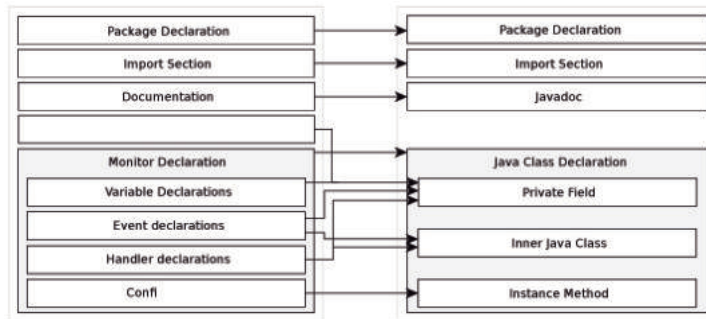 Package Declaration
Package Declaration
Import Section
Import Section
Documentation
Javadoc
Monitor Declaration
Java Class Declaration
Variable Declarations
Private Field
Event declarations
Handler declarations
Inner Java Class
Confi
Instance Method